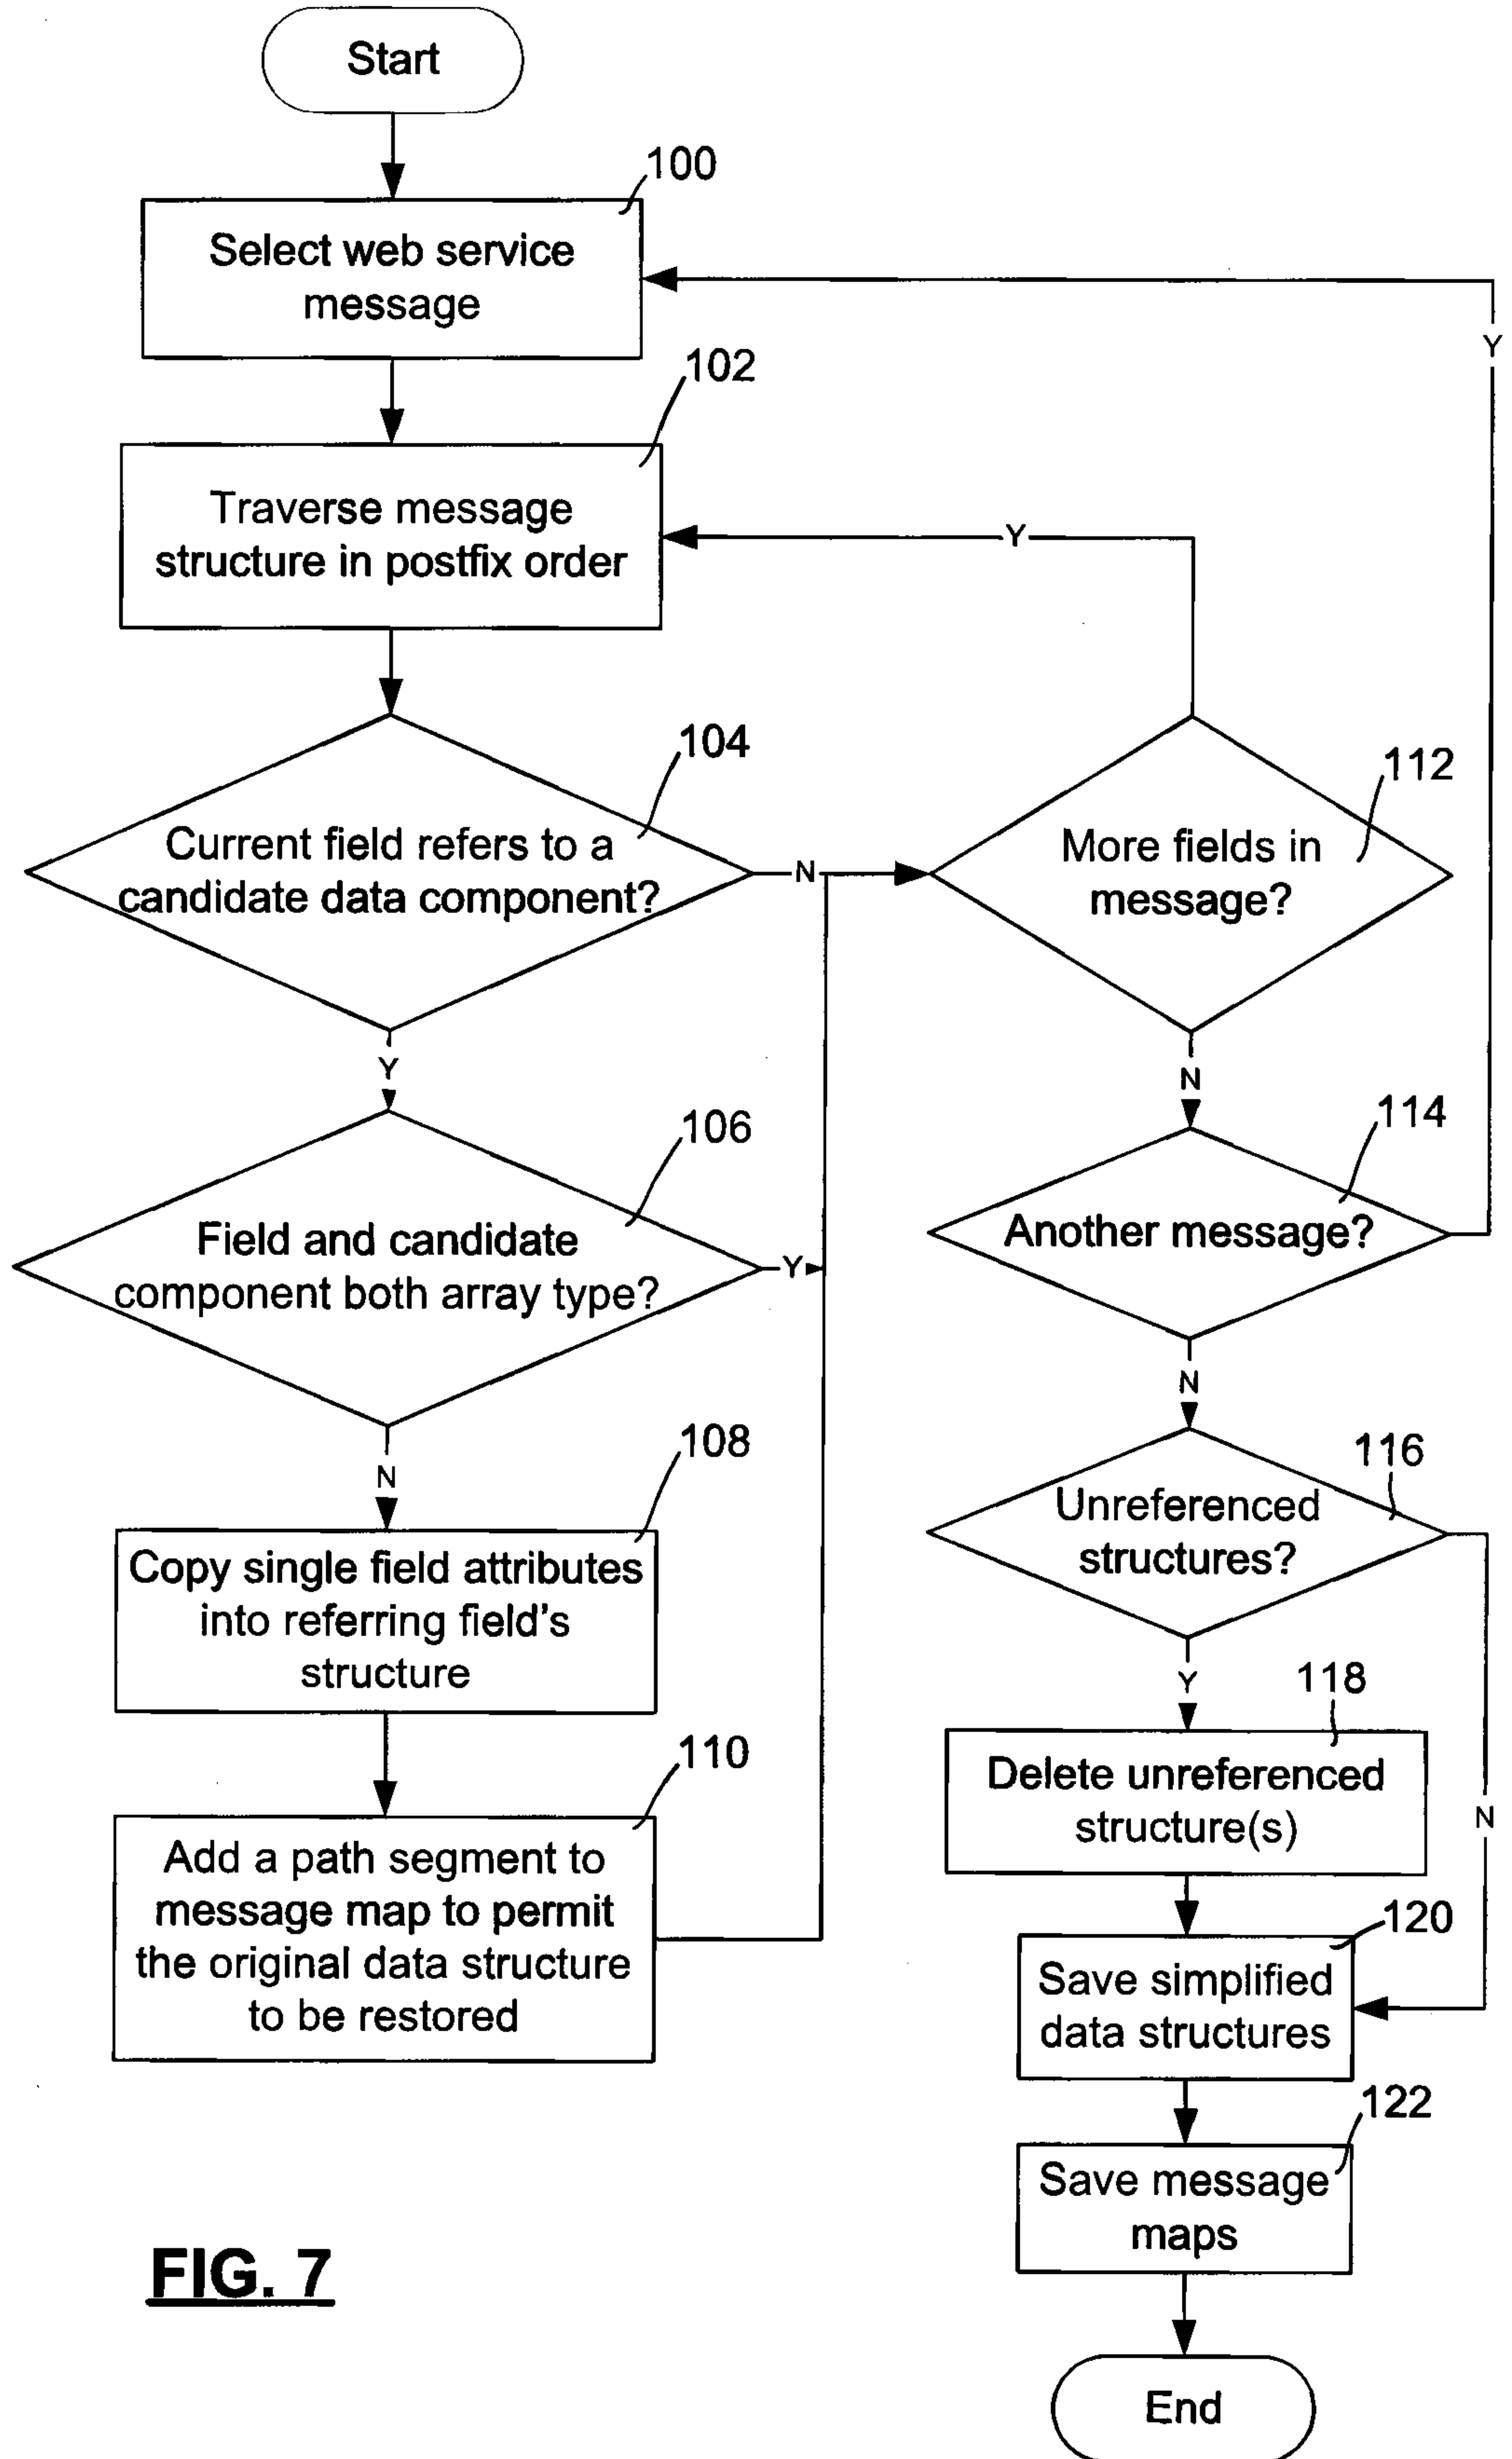 Start
100
Select web service
message
102
Traverse message
structure in postfix order
104
Current field refers to a
candidate data component?
N
Y
106
Field and candidate
component both array type?
Y
N
108
Copy single field attributes
into referring field's
structure
110
Add a path segment to
message map to permit
the original data structure
to be restored
112
More fields in
message?
Y
N
114
Another message?
Y
N
116
Unreferenced
structures?
Y
N
118
Delete unreferenced
structure(s)
120
Save simplified
data structures
122
Save message
maps
End
FIG. 7